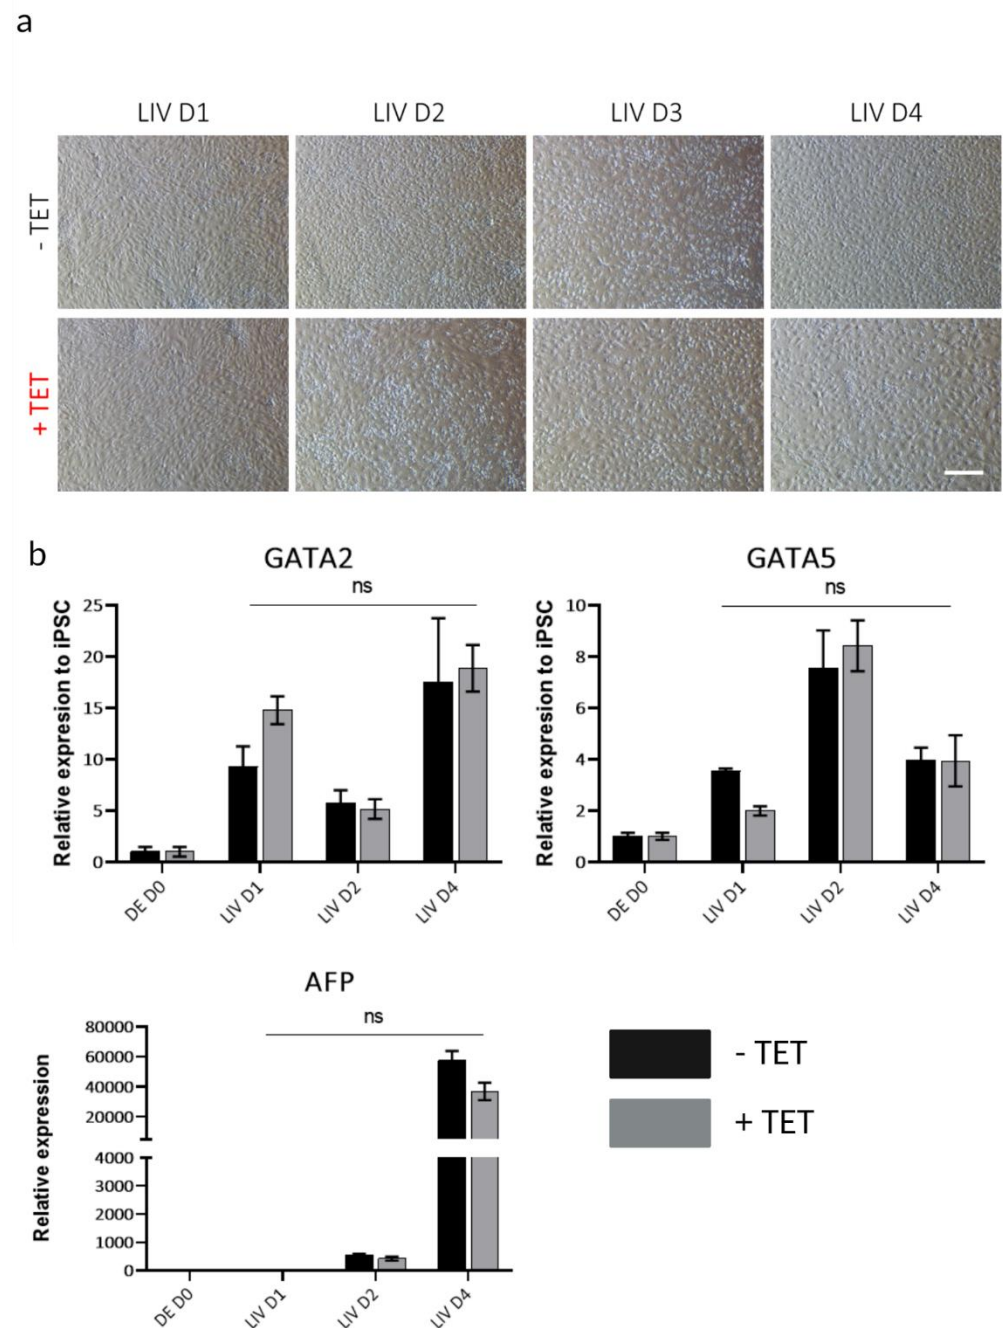 a
LIV D1
LIV D2
LIV D3
LIV D4
- TET
+ TET
b
GATA2
ns
Relative expresion to iPSC
25
20
15
10
5
0
DE D0
LIV D1
LIV D2
LIV D4
GATA5
ns
Relative expresion to iPSC
10
8
6
4
2
0
DE D0
LIV D1
LIV D2
LIV D4
AFP
ns
Relative expression
80000
60000
40000
20000
4000
3000
2000
1000
0
DE D0
LIV D1
LIV D2
LIV D4
- TET
+ TET